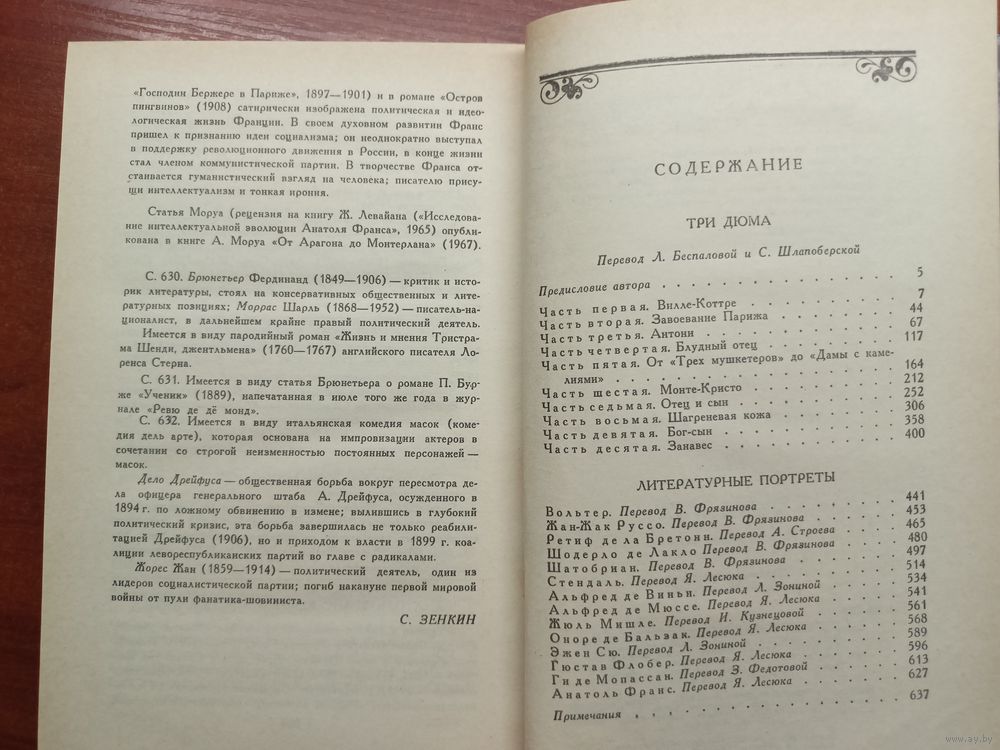 «Господин Бержере в Париже», 1897—1901) и в романе «Остров
пингвинов» (1908) сатирически изображена политическая и идео-
логическая жизнь Франции. В своем духовном развитии Франс
пришел к признанию идеи социализма; он неоднократно выступал
в поддержку революционного движения в России, в конце жизни
стал членом коммунистической партии. В творчестве Франса от-
стаивается гуманистический взгляд на человека; писателю прису-
щи интеллектуализм и тонкая ирония.
Статья Моруа (рецензия на книгу Ж. Левайана («Исследова-
ние интеллектуальной эволюции Анатоля Франса», 1965) опубли-
кована в книге А. Моруа «От Арагона до Монтерлана» (1967).
С. 630. Брюнетьер Фердинанд (1849—1906) — критик и исто-
рик литературы, стоял на консервативных общественных и лите-
ратурных позициях; Моррас Шарль (1868—1952) — писатель-на-
ционалист, в дальнейшем крайне правый политический деятель.
Имеется в виду пародийный роман «Жизнь и мнения Тристра-
ма Шенди, джентльмена» (1760—1767) английского писателя Ло-
ренса Стерна.
С. 631. Имеется в виду статья Брюнетьера о романе П. Бур-
же «Ученик» (1889), напечатанная в июле того же года в жур-
нале «Ревю де дё монд».
С. 632. Имеется в виду итальянская комедия масок (коме-
дия дель арте), которая основана на импровизации актеров в
сочетании со строгой неизменностью постоянных персонажей —
масок.
Дело Дрейфуса — общественная борьба вокруг пересмотра де-
ла офицера генерального штаба А. Дрейфуса, осужденного в
1894 г. по ложному обвинению в измене; вылившись в глубокий
политический кризис, эта борьба завершилась не только реабили-
тацией Дрейфуса (1906), но и приходом к власти в 1899 г. коа-
лиции левореспубликанских партий во главе с радикалами.
Жорес Жан (1859—1914) — политический деятель, один из
лидеров социалистической партии; погиб накануне первой мировой
войны от пули фанатика-шовиниста.
С. ЗЕНКИН
СОДЕРЖАНИЕ
ТРИ ДЮМА
Перевод Л. Беспаловой и С. Шлапоберской
Предисловие автора . . . . . . . . . . 5
Часть первая. Вилле-Коттре . . . . . . . 7
Часть вторая. Завоевание Парижа . . . . . . 44
Часть третья. Антони . . . . . . . . . 67
Часть четвертая. Блудный отец . . . . . . 117
Часть пятая. От «Трех мушкетеров» до «Дамы с каме-
лиями» . . . . . . . . . . . . 164
Часть шестая. Монте-Кристо . . . . . . . 212
Часть седьмая. Отец и сын . . . . . . . 252
Часть восьмая. Шагреневая кожа . . . . . . 306
Часть девятая. Бог-сын . . . . . . . . 358
Часть десятая. Занавес . . . . . . . . 400
ЛИТЕРАТУРНЫЕ ПОРТРЕТЫ
Вольтер. Перевод В. Фрязинова . . . . . . 441
Жан-Жак Руссо. Перевод В. Фрязинова . . . . 453
Ретиф де ла Бретонн. Перевод А. Строева . . . 465
Шодерло де Лакло. Перевод В. Фрязинова . . . 480
Шатобриан. Перевод В. Фрязинова . . . . . 497
Стендаль. Перевод Я. Лесюка . . . . . . 514
Альфред де Виньи. Перевод Л. Зониной . . . . 534
Альфред де Мюссе. Перевод Я. Лесюка . . . . 541
Жюль Мишле. Перевод И. Кузнецовой . . . . . 561
Оноре де Бальзак. Перевод Я. Лесюка . . . . 568
Эжен Сю. Перевод Л. Зониной . . . . . . 589
Гюстав Флобер. Перевод Я. Лесюка . . . . . 596
Ги де Мопассан. Перевод З. Федотовой . . . . 613
Анатоль Франс. Перевод Я. Лесюка . . . . . 627
Примечания . . . . . . . . . . . 637
www.ay.by